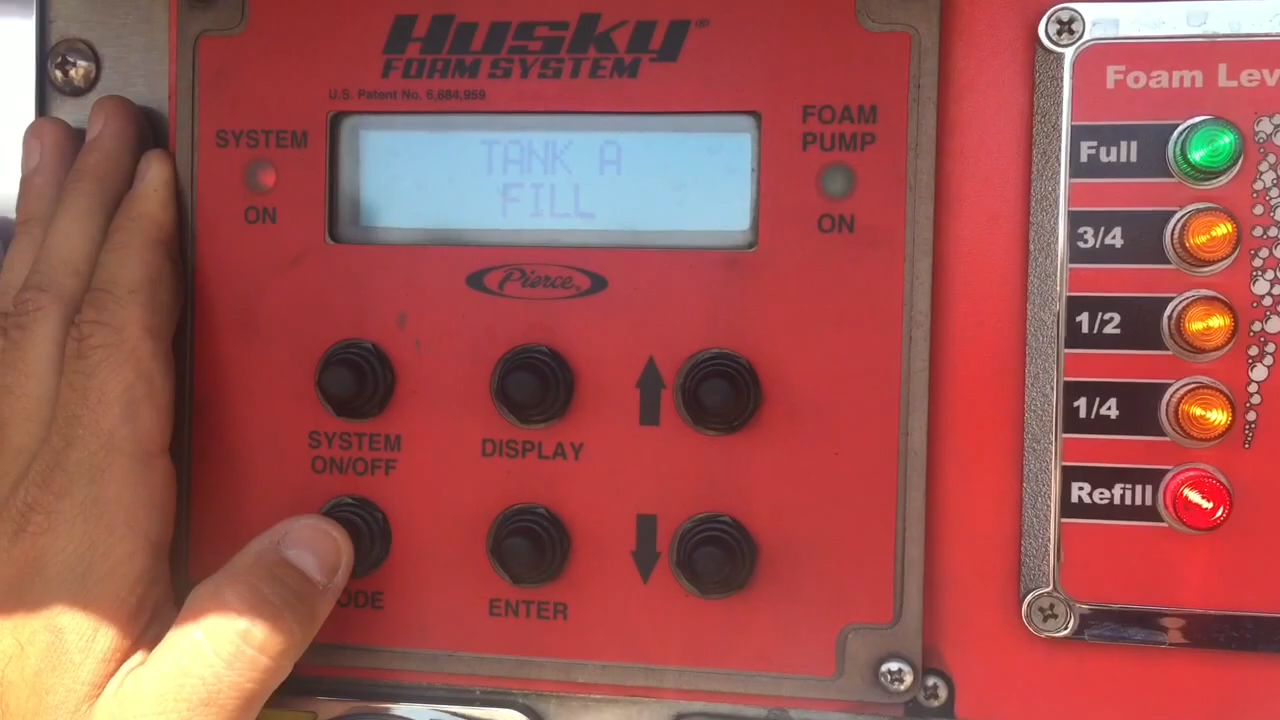 Husky®
FOAM SYSTEM
U.S. Patent No. 6,684,959
SYSTEM
ON
TANK A
FILL
FOAM
PUMP
ON
Pierce
SYSTEM
ON/OFF
DISPLAY
ODE
ENTER
Foam Lev
Full
3/4
1/2
1/4
Refill